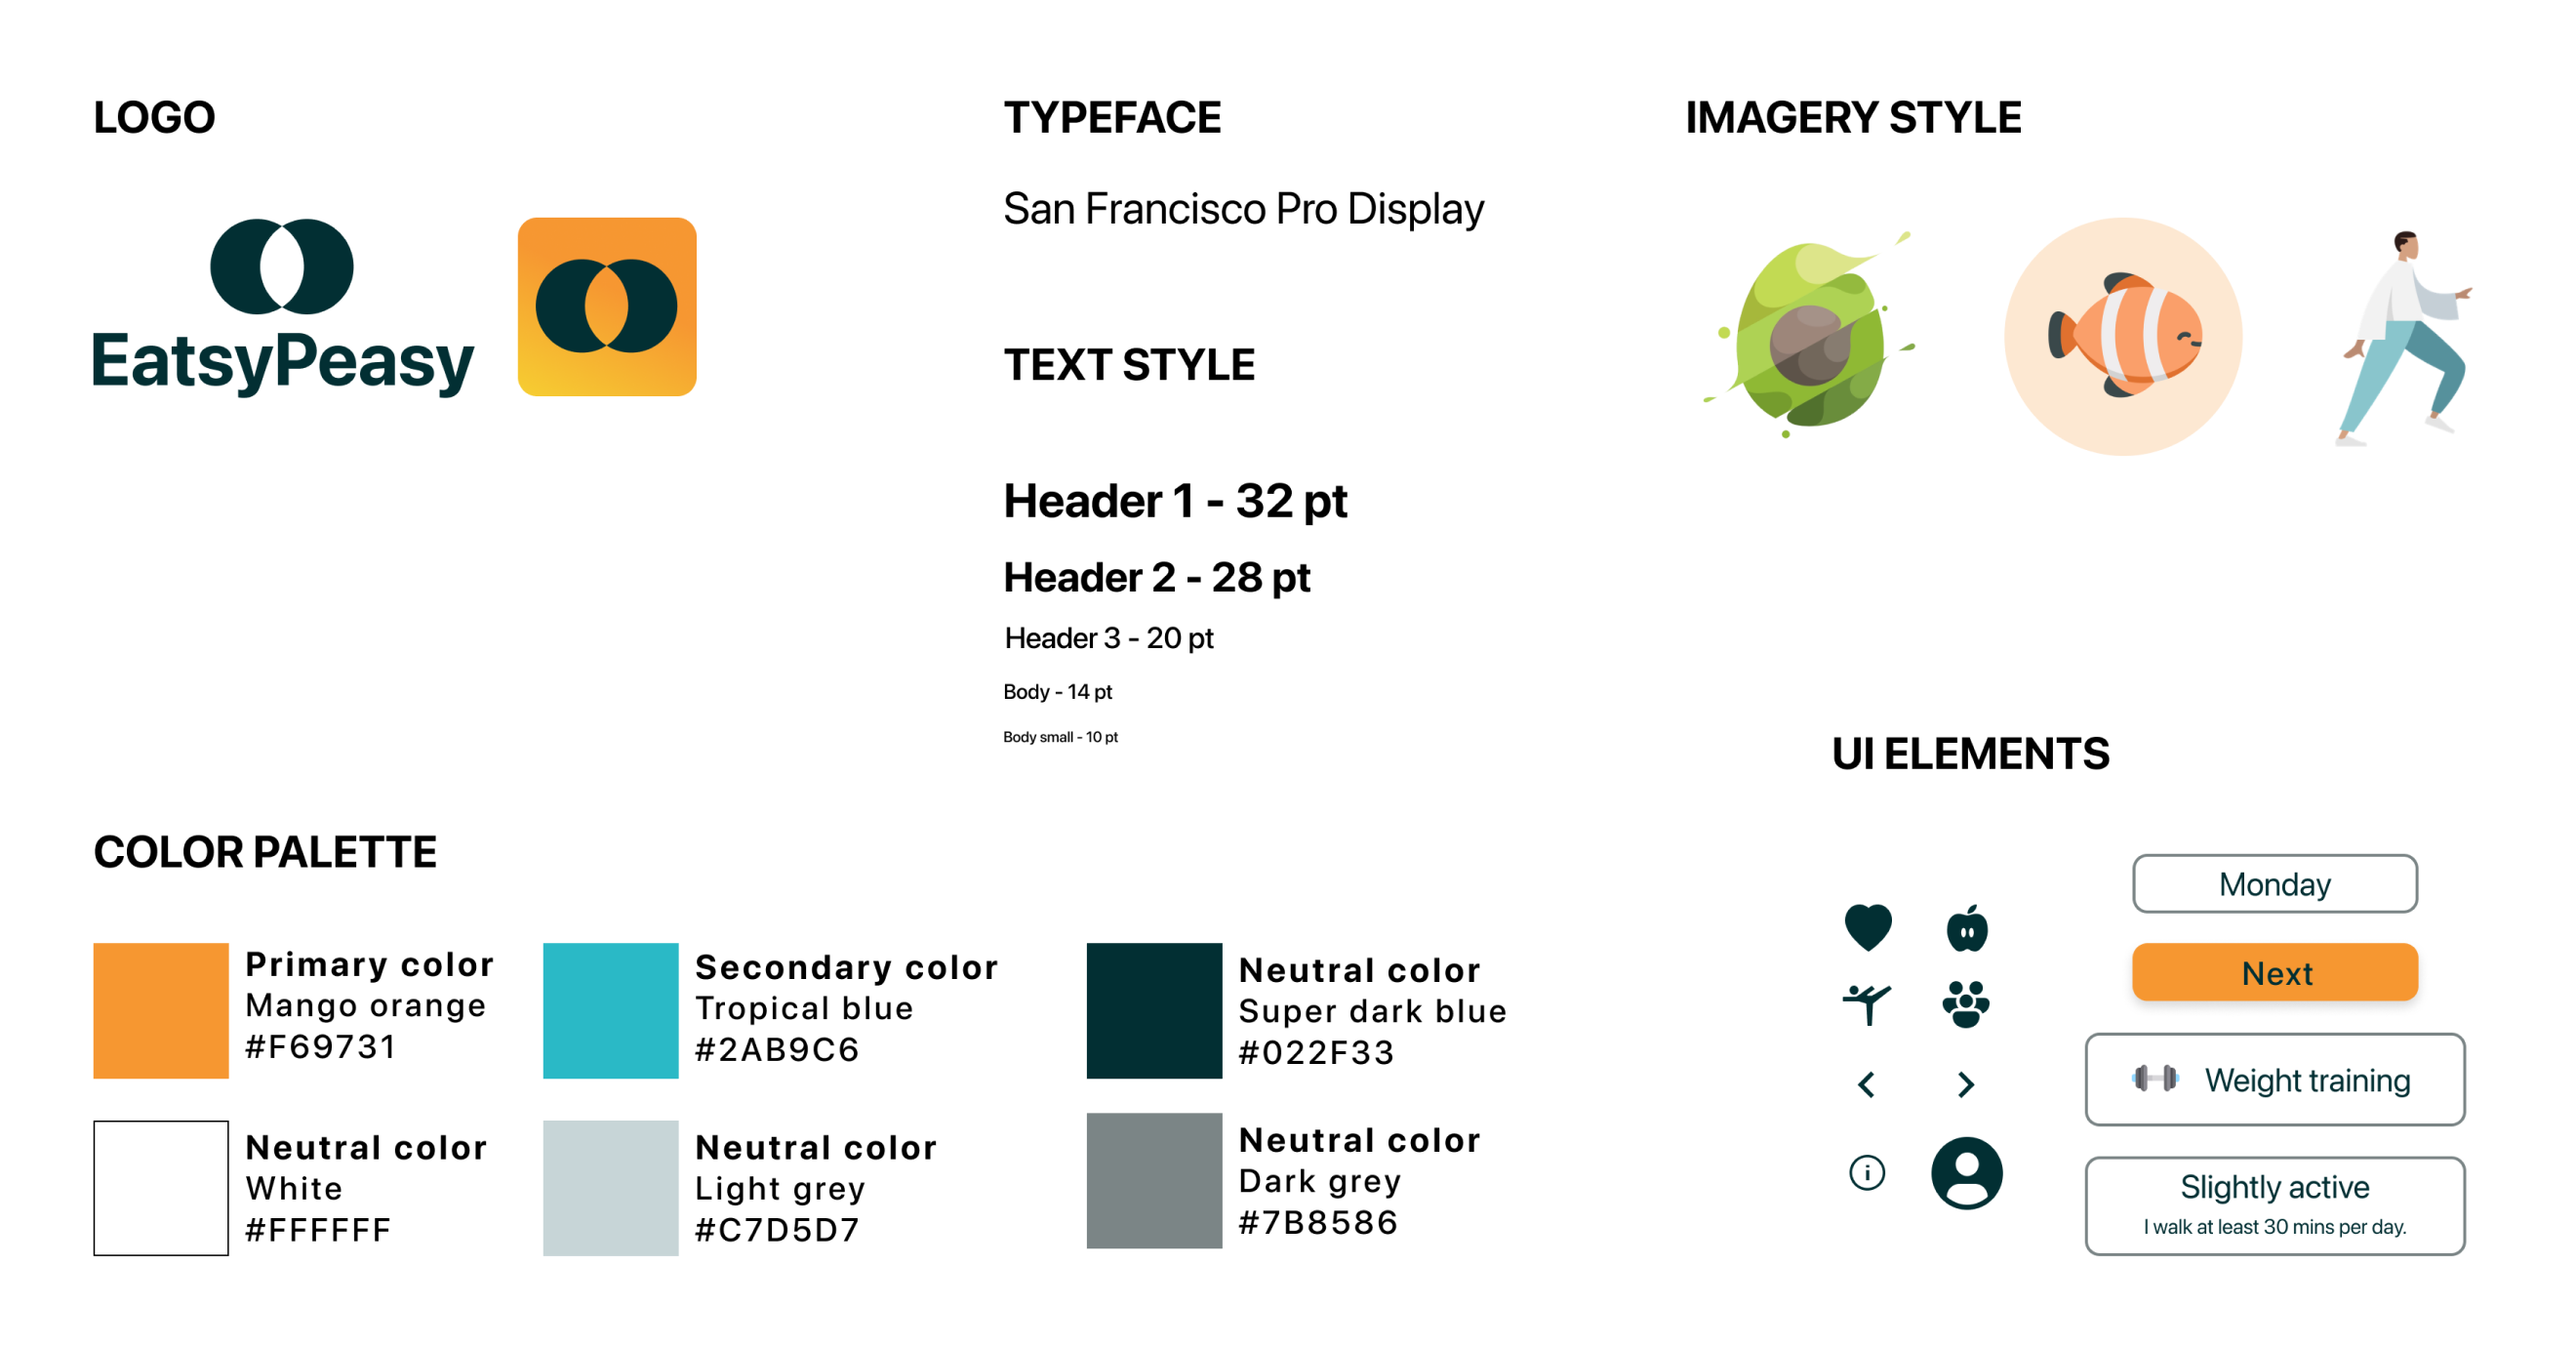 LOGO
EatsyPeasy
TYPEFACE
San Francisco Pro Display
TEXT STYLE
Header 1 - 32 pt
Header 2 - 28 pt
Header 3 - 20 pt
Body - 14 pt
Body small - 10 pt
IMAGERY STYLE
COLOR PALETTE
Primary color
Mango orange
#F69731
Secondary color
Tropical blue
#2AB9C6
Neutral color
Super dark blue
#022F33
Neutral color
White
#FFFFFF
Neutral color
Light grey
#C7D5D7
Neutral color
Dark grey
#7B8586
UI ELEMENTS
Monday
Next
Weight training
Slightly active
I walk at least 30 mins per day.